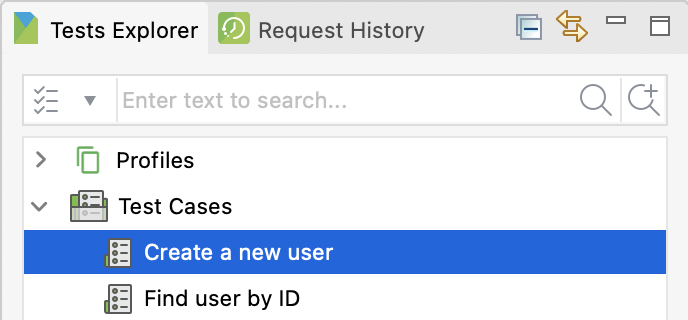 Tests Explorer Request History
Enter text to search...
Profiles
Test Cases
Create a new user
Find user by ID